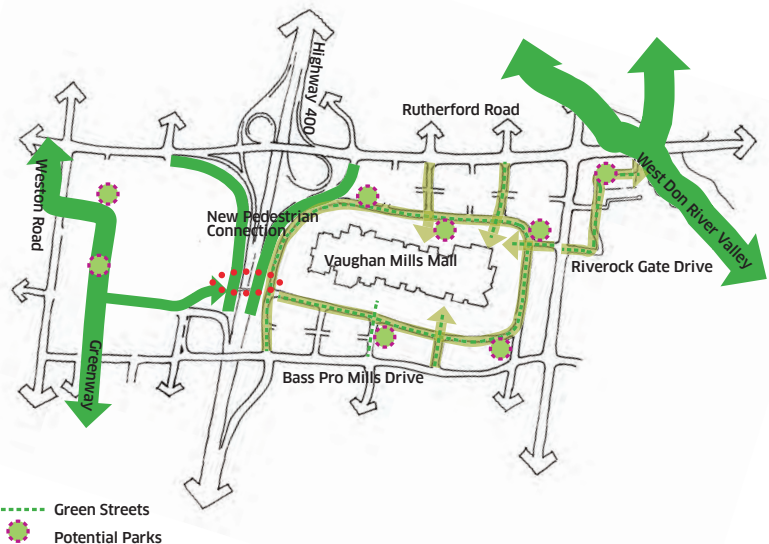 Highway 400
Rutherford Road
Weston Road
West Don River Valley
New Pedestrian
Connection
Vaughan Mills Mall
Riverock Gate Drive
Greenway
Bass Pro Mills Drive
Green Streets
Potential Parks